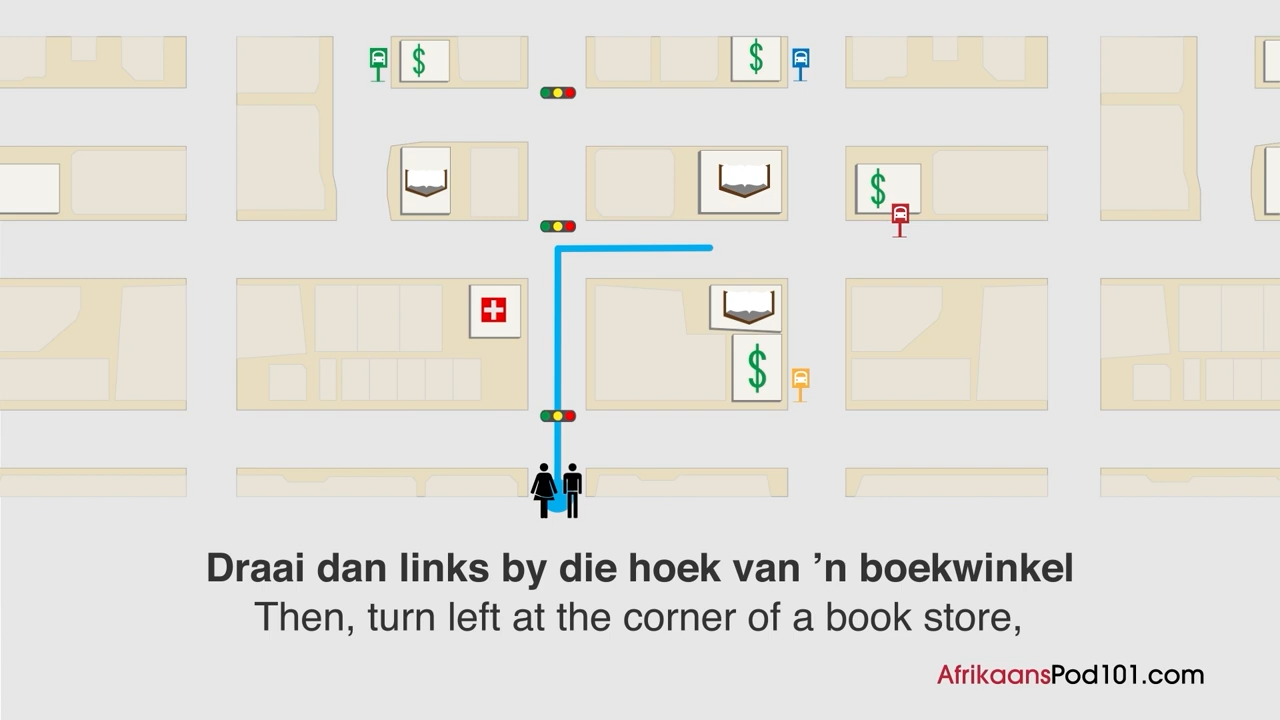 $ $
$
$
Draai dan links by die hoek van ’n boekwinkel
Then, turn left at the corner of a book store,
AfrikaansPod101.com